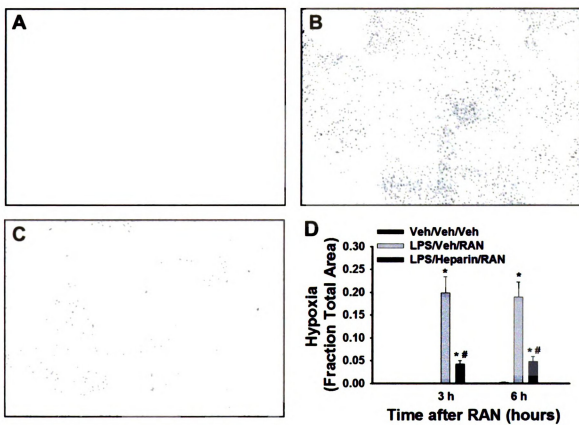 A
B
C
D
Veh/Veh/Veh
LPS/Veh/RAN
LPS/Heparin/RAN
Hypoxia
(Fraction Total Area)
0.30
0.25
0.20
0.15
0.10
0.05
0.00
*
* #
*
* #
3 h
6 h
Time after RAN (hours)